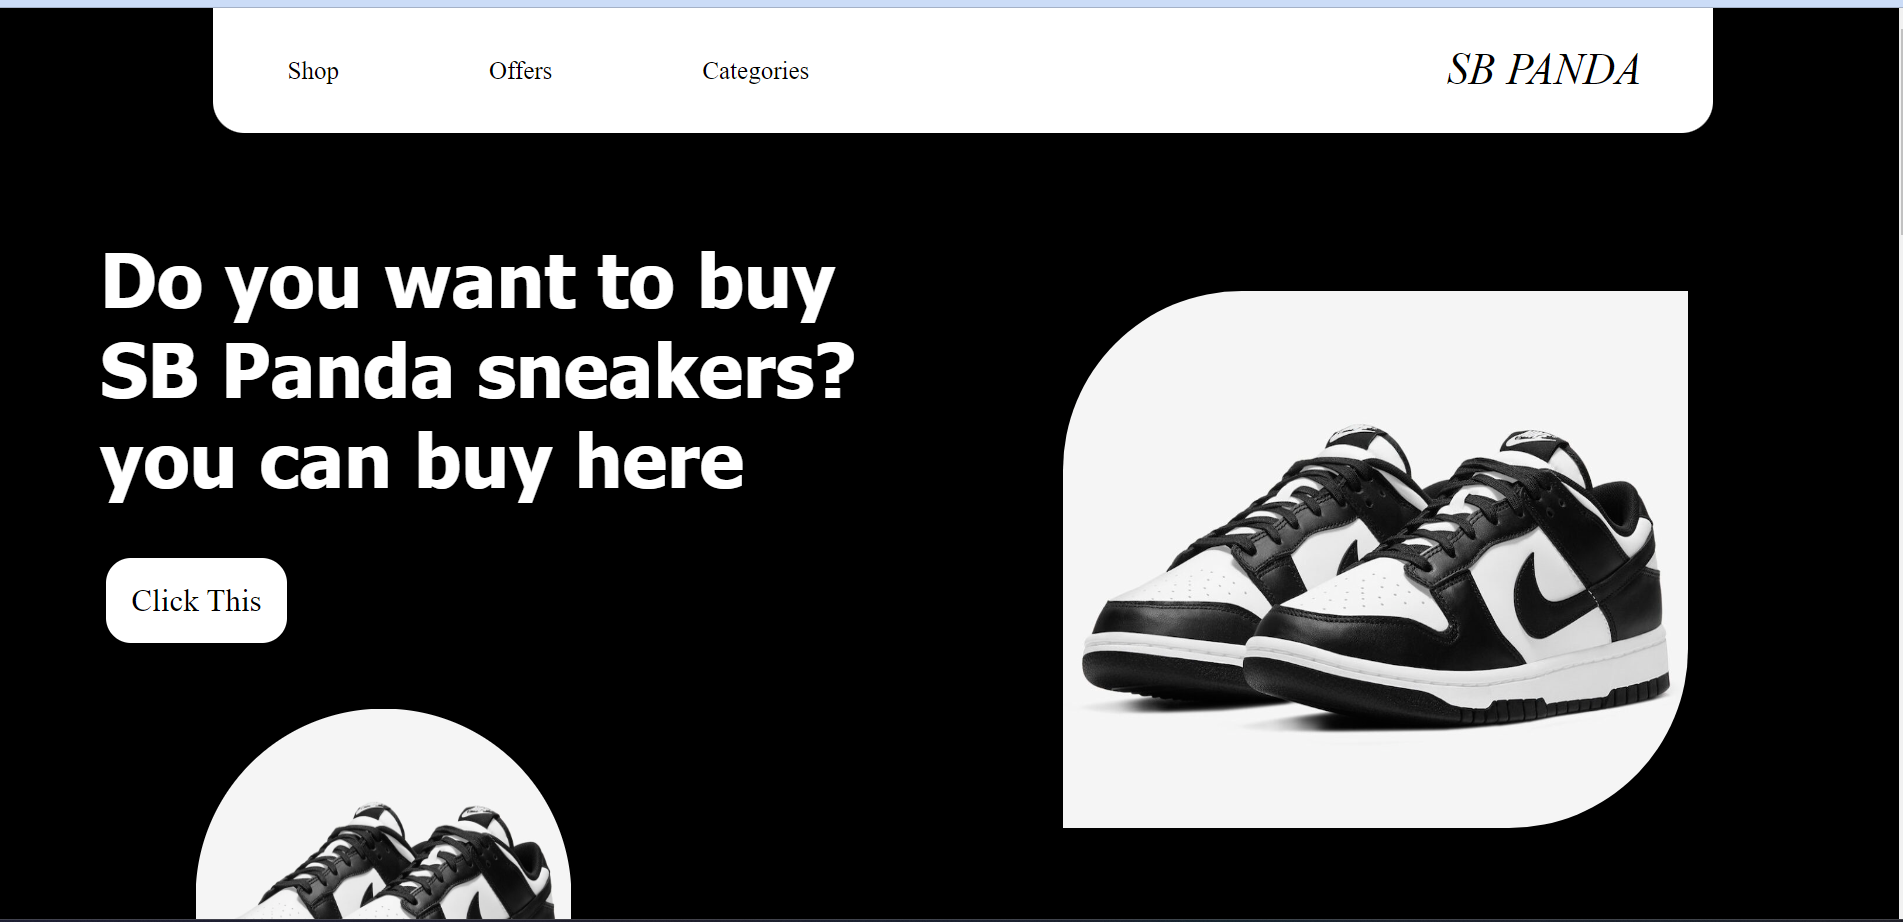 Shop Offers Categories SB PANDA
Do you want to buy
SB Panda sneakers?
you can buy here
Click This